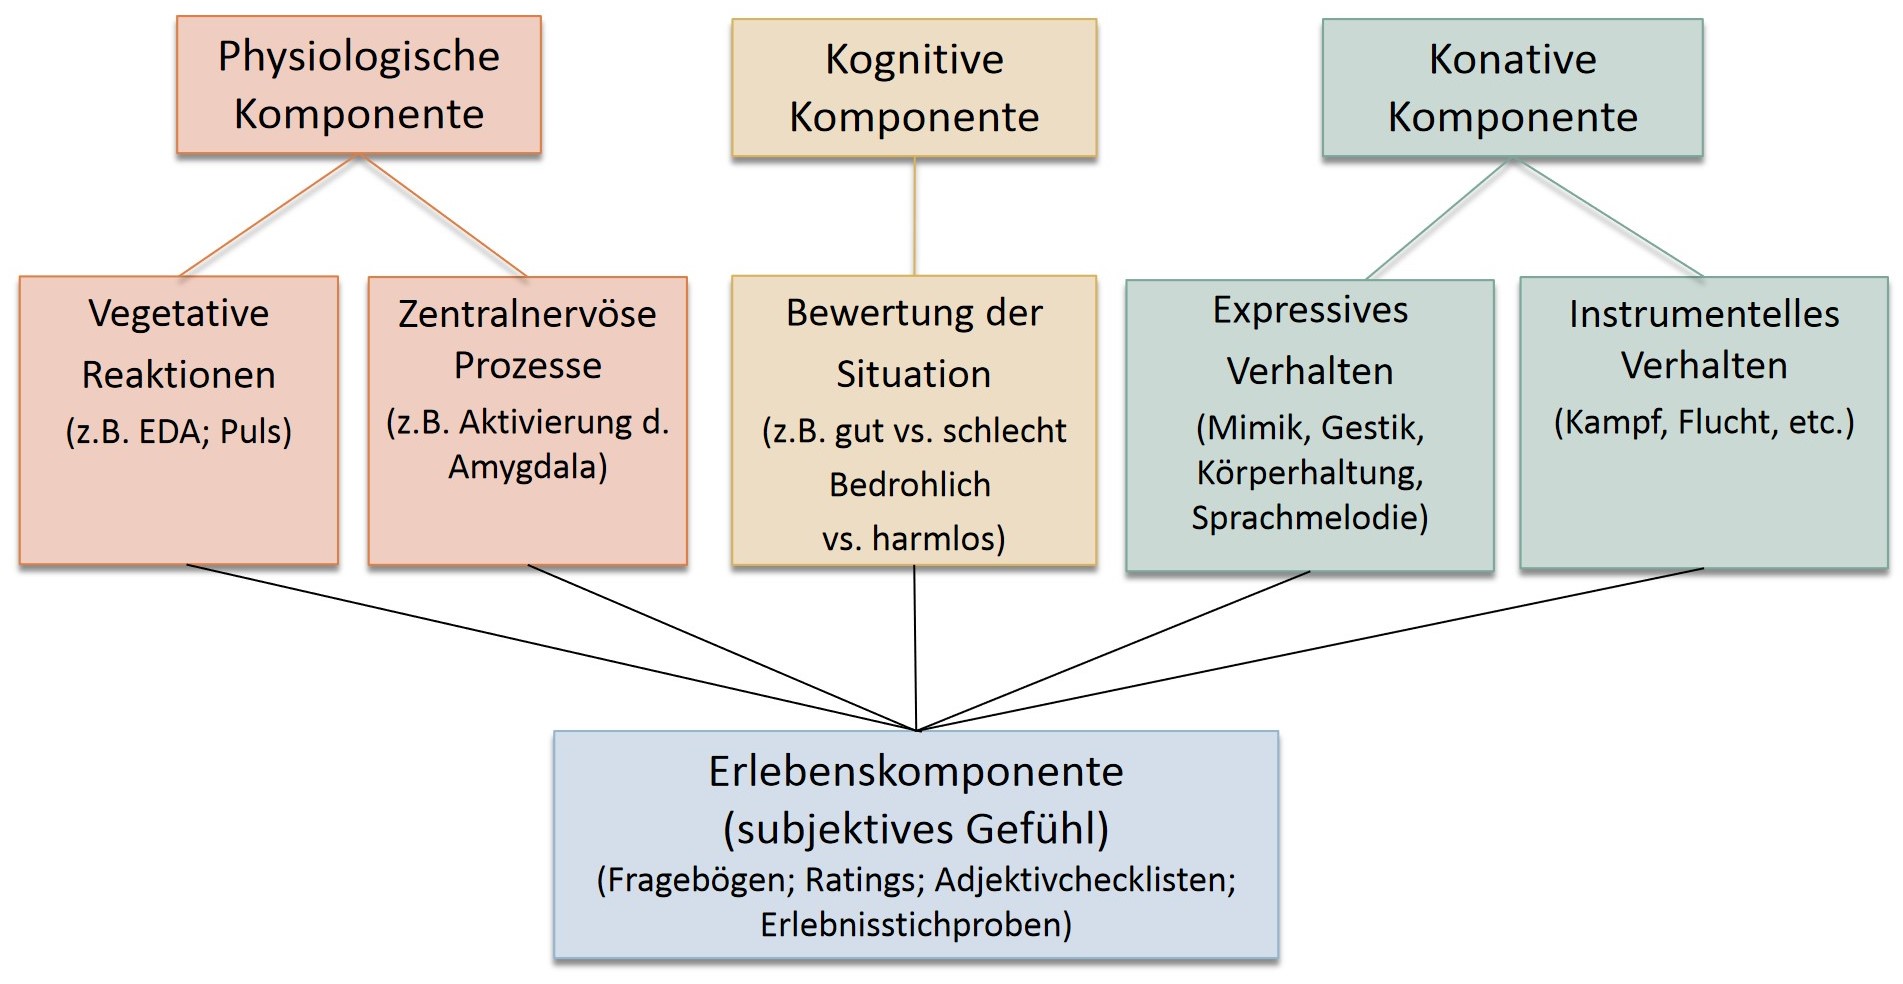 Physiologische
Komponente
Kognitive
Komponente
Konative
Komponente
Vegetative
Reaktionen
(z.B. EDA; Puls)
Zentralnervöse
Prozesse
(z.B. Aktivierung d.
Amygdala)
Bewertung der
Situation
(z.B. gut vs. schlecht
Bedrohlich
vs. harmlos)
Expressives
Verhalten
(Mimik, Gestik,
Körperhaltung,
Sprachmelodie)
Instrumentelles
Verhalten
(Kampf, Flucht, etc.)
Erlebenskomponente
(subjektives Gefühl)
(Fragebögen; Ratings; Adjektivchecklisten;
Erlebnisstichproben)